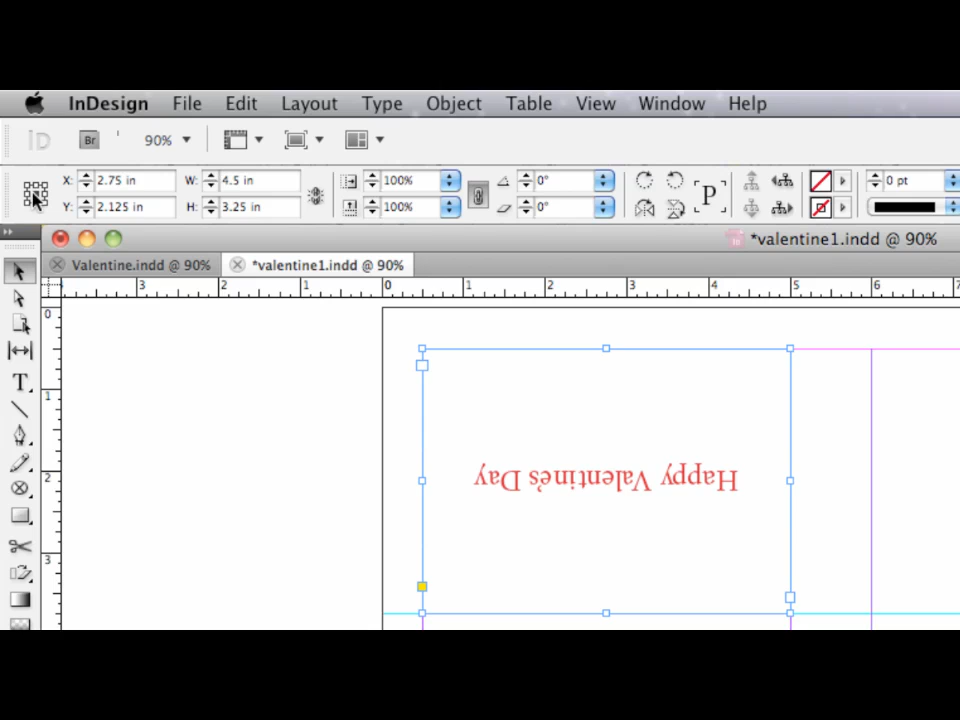 InDesign File Edit Layout Type Object Table View Window Help
ID Br 90%
X: 2.75 in W: 4.5 in 100% 0° P 0 pt
Y: 2.125 in H: 3.25 in 100% 0°
*valentine1.indd @ 90%
Valentine.indd @ 90% *valentine1.indd @ 90%
3 2 1 0 1 2 3 4 5 6 7
0
1
2
3
T
Happy Valentine's Day